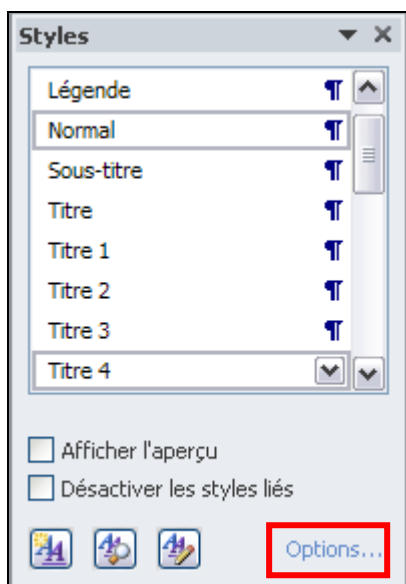 Styles
Légende ¶
Normal ¶
Sous-titre ¶
Titre ¶
Titre 1 ¶
Titre 2 ¶
Titre 3 ¶
Titre 4
Afficher l'aperçu
Désactiver les styles liés
Options...